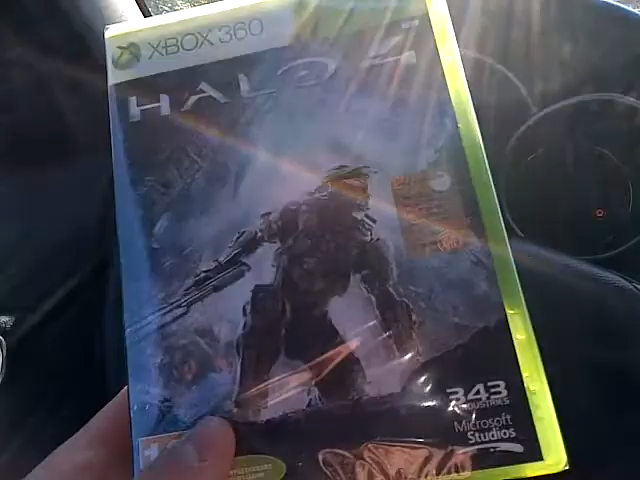 XBOX 360
HALO 4
343
INDUSTRIES
Microsoft
Studios